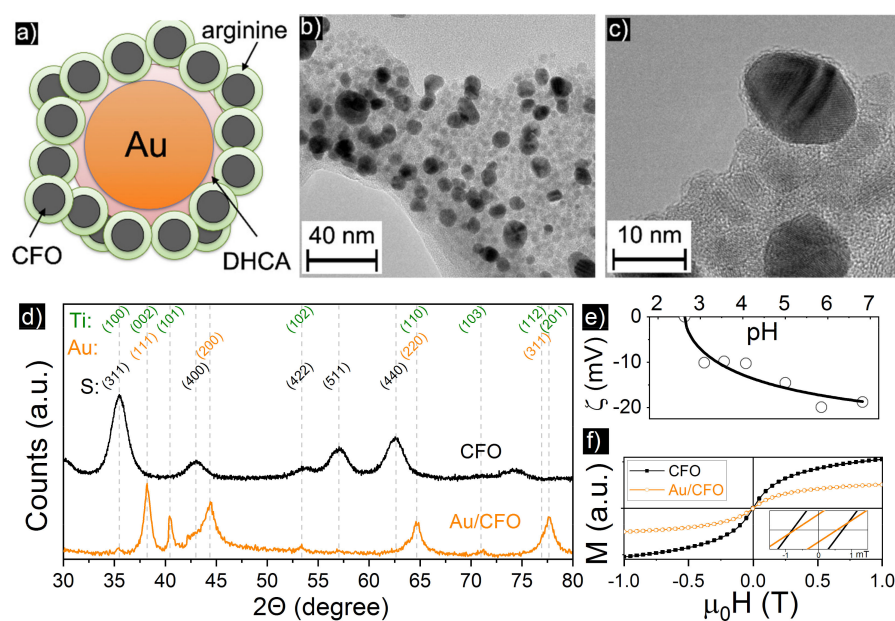 a)
arginine
Au
CFO
DHCA
b)
40 nm
c)
10 nm
d)
Ti: (100) (002) (101) (102) (110) (103) (112) (201)
Au: (111) (200) (220) (311)
S: (311) (400) (422) (511) (440)
CFO
Au/CFO
Counts (a.u.)
30 35 40 45 50 55 60 65 70 75 80
2Θ (degree)
e)
2 3 4 5 6 7
pH
0
-10
-20
ζ (mV)
f)
CFO
Au/CFO
M (a.u.)
-1 0 1 mT
-1.0 -0.5 0.0 0.5 1.0
μ0H (T)